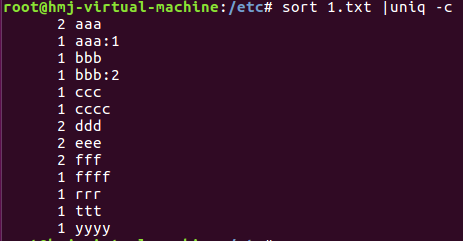 root@hmj-virtual-machine:/etc# sort 1.txt |uniq -c
2 aaa
1 aaa:1
1 bbb
1 bbb:2
1 ccc
1 cccc
2 ddd
2 eee
2 fff
1 ffff
1 rrr
1 ttt
1 yyyy